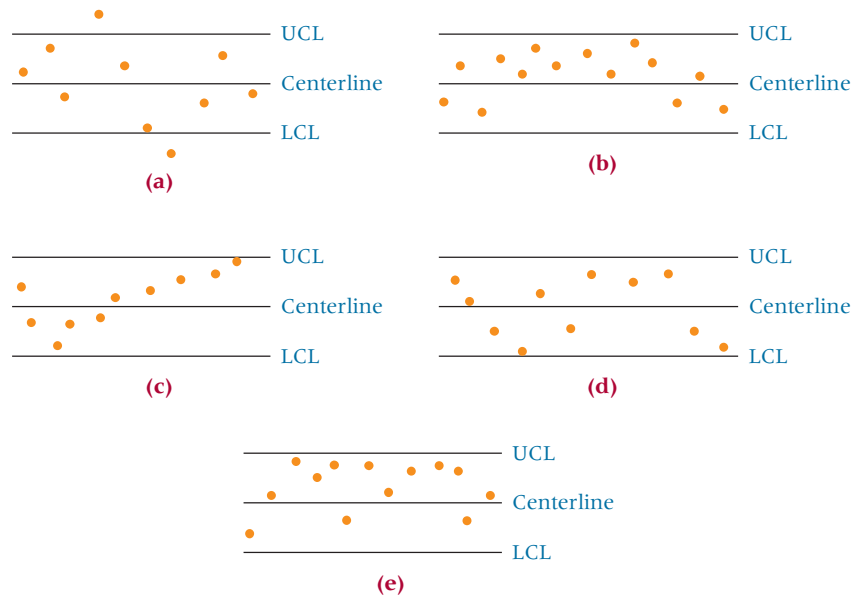 UCL
Centerline
LCL
(a)
UCL
Centerline
LCL
(b)
UCL
Centerline
LCL
(c)
UCL
Centerline
LCL
(d)
UCL
Centerline
LCL
(e)